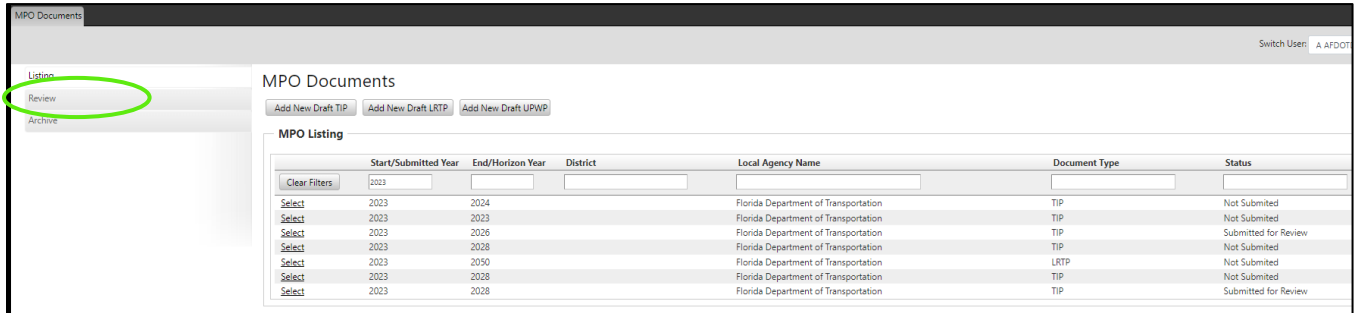 MPO Documents
Switch User: A AFDOT
Listing
Review
Archive
MPO Documents
Add New Draft TIP Add New Draft LRTP Add New Draft UPWP
MPO Listing
Start/Submitted Year End/Horizon Year District Local Agency Name Document Type Status
Clear Filters 2023
Select 2023 2024 Florida Department of Transportation TIP Not Submited
Select 2023 2023 Florida Department of Transportation TIP Not Submited
Select 2023 2026 Florida Department of Transportation TIP Submitted for Review
Select 2023 2028 Florida Department of Transportation TIP Not Submited
Select 2023 2050 Florida Department of Transportation LRTP Not Submited
Select 2023 2028 Florida Department of Transportation TIP Not Submited
Select 2023 2028 Florida Department of Transportation TIP Submitted for Review